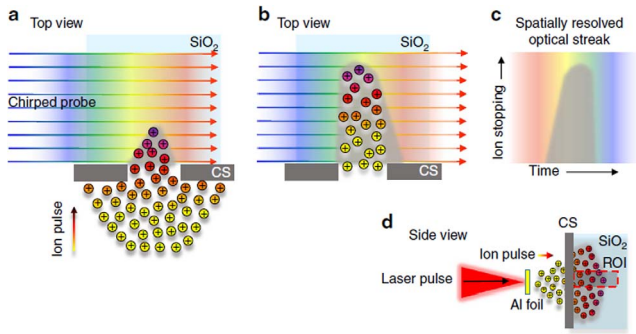 a
Top view
SiO2
Chirped probe
CS
Ion pulse
b
Top view
SiO2
CS
c
Spatially resolved
optical streak
Ion stopping
Time
d
Side view
CS
SiO2
Ion pulse
ROI
Laser pulse
Al foil